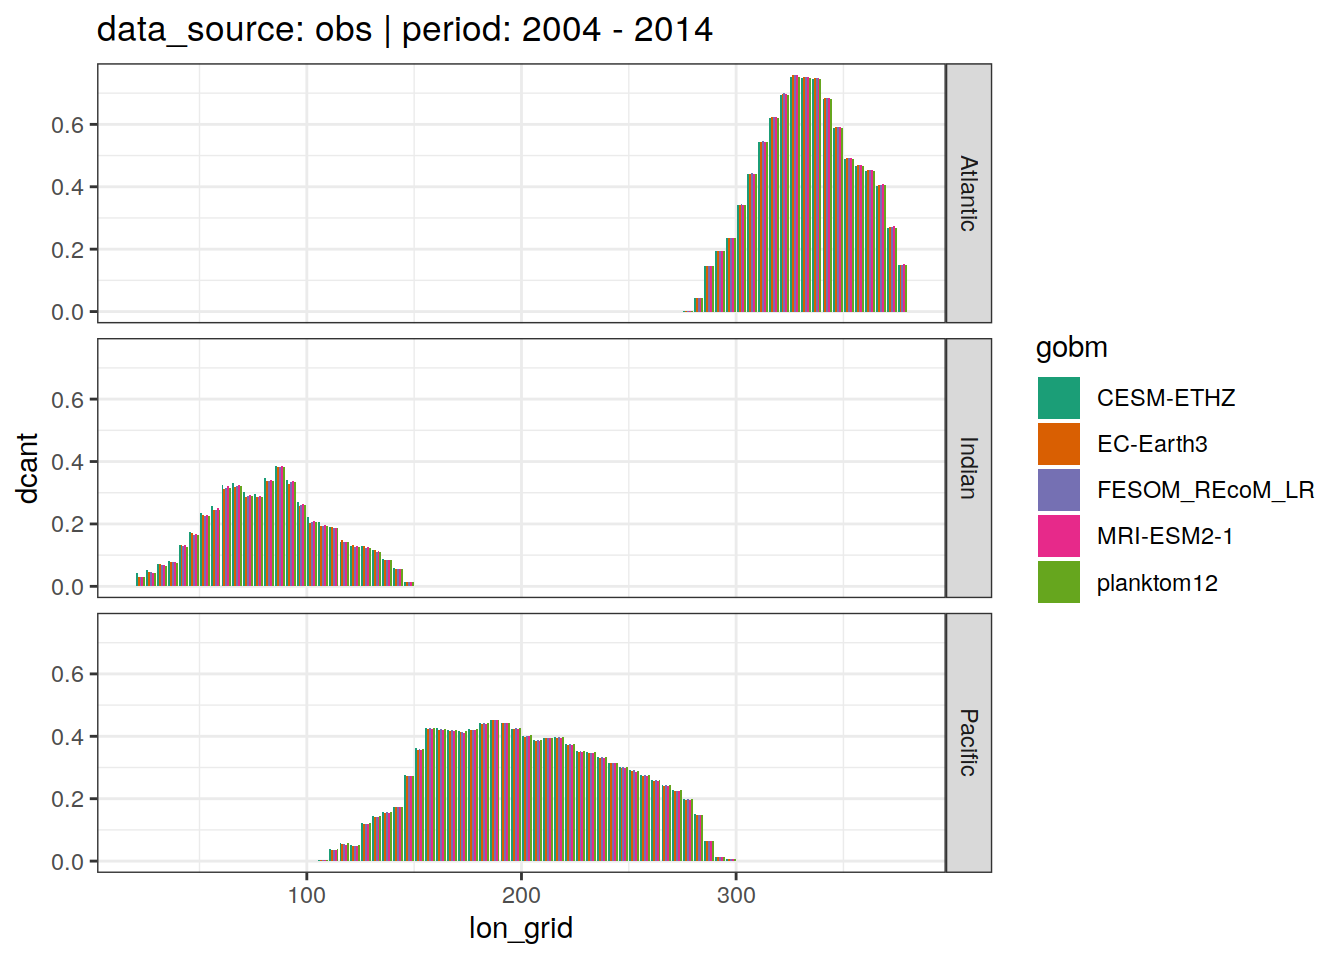 data_source: obs | period: 2004 - 2014
0.6
0.4
0.2
0.0
Atlantic
0.6
0.4
0.2
0.0
Indian
0.6
0.4
0.2
0.0
Pacific
dcant
100 200 300
lon_grid
gobm
CESM-ETHZ
EC-Earth3
FESOM_REcoM_LR
MRI-ESM2-1
planktom12